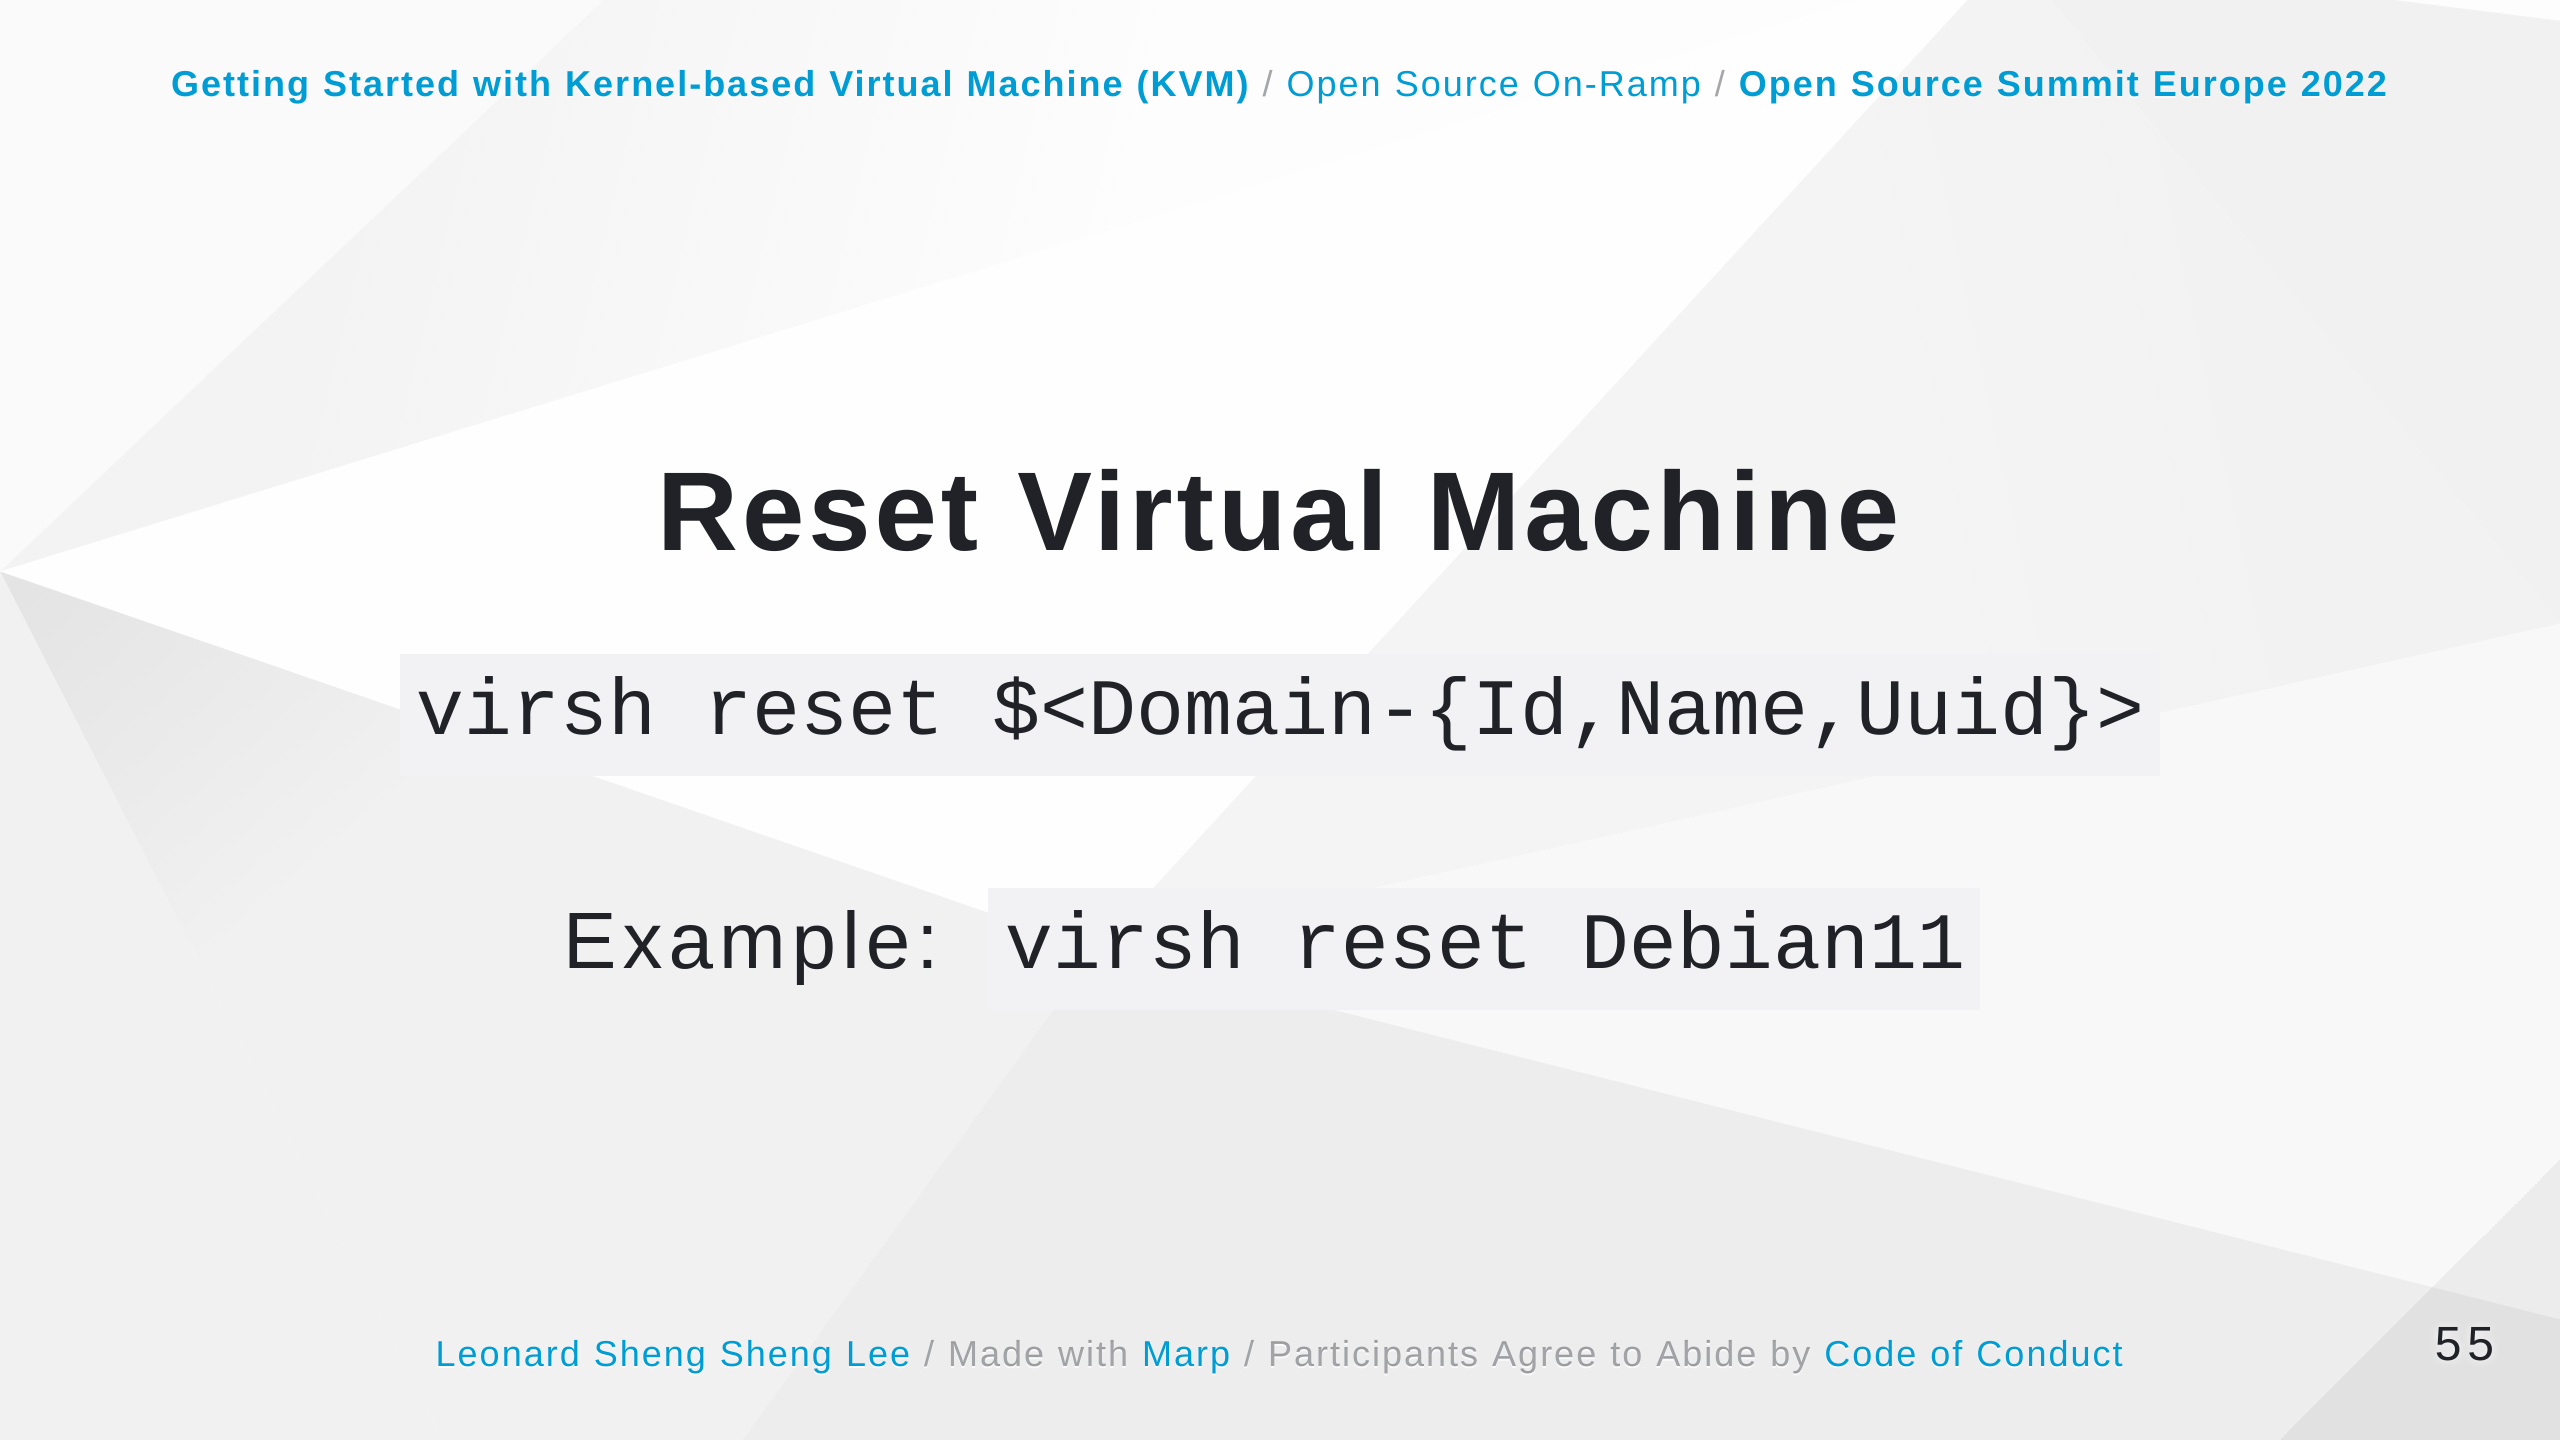 Getting Started with Kernel-based Virtual Machine (KVM) / Open Source On-Ramp / Open Source Summit Europe 2022
Reset Virtual Machine
virsh reset $<Domain-{Id,Name,Uuid}>
Example: virsh reset Debian11
Leonard Sheng Sheng Lee / Made with Marp / Participants Agree to Abide by Code of Conduct
55